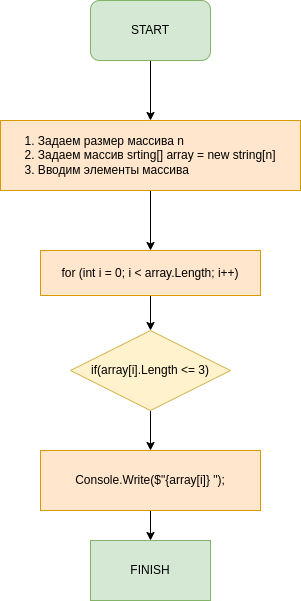 START
1. Задаем размер массива n
2. Задаем массив srting[] array = new string[n]
3. Вводим элементы массива
for (int i = 0; i < array.Length; i++)
if(array[i].Length <= 3)
Console.Write($"{array[i]} ");
FINISH